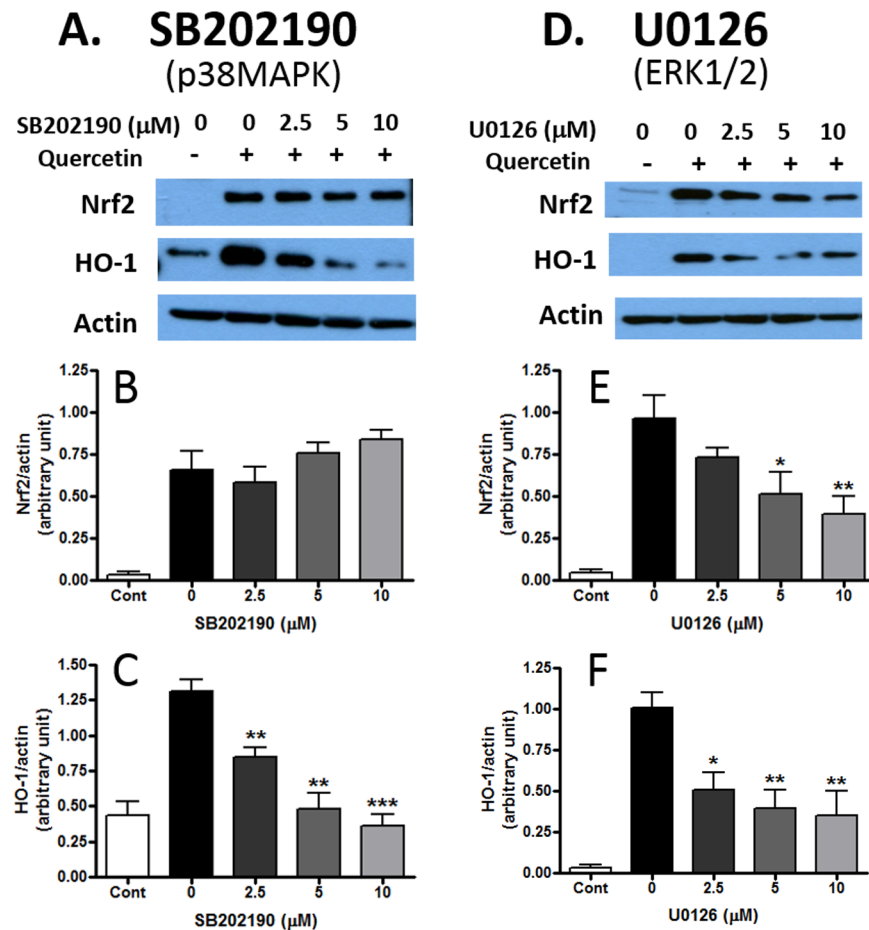 A. SB202190
(p38MAPK)
SB202190 (μM) 0 0 2.5 5 10
Quercetin - + + + +
Nrf2
HO-1
Actin
B
Nrf2/actin
(arbitrary unit)
1.25
1.00
0.75
0.50
0.25
0.00
Cont 0 2.5 5 10
SB202190 (μM)
C
HO-1/actin
(arbitrary unit)
1.50
1.25
1.00
0.75
0.50
0.25
0.00
** ** ***
Cont 0 2.5 5 10
SB202190 (μM)
D. U0126
(ERK1/2)
U0126 (μM) 0 0 2.5 5 10
Quercetin - + + + +
Nrf2
HO-1
Actin
E
Nrf2/actin
(arbitrary unit)
1.25
1.00
0.75
0.50
0.25
0.00
* **
Cont 0 2.5 5 10
U0126 (μM)
F
HO-1/actin
(arbitrary unit)
1.25
1.00
0.75
0.50
0.25
0.00
* ** **
Cont 0 2.5 5 10
U0126 (μM)